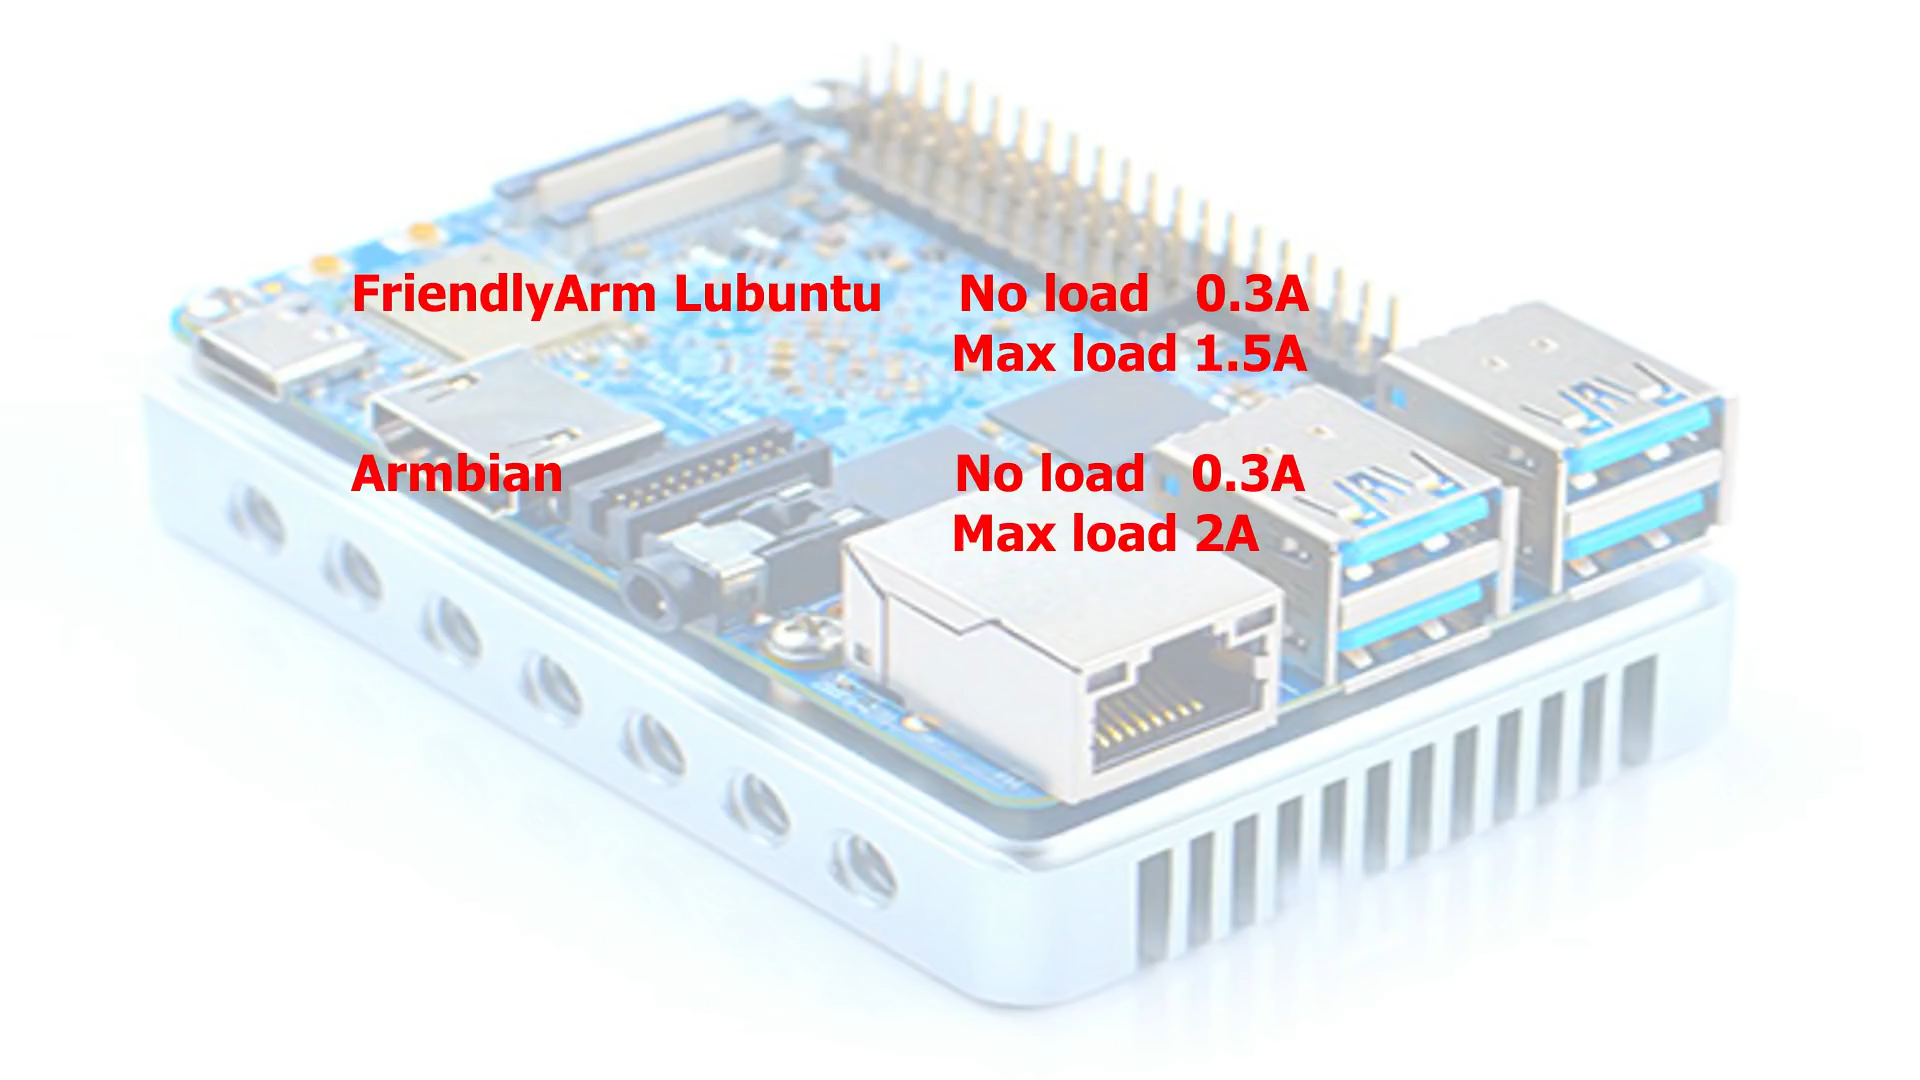 FriendlyArm Lubuntu No load 0.3A
Max load 1.5A
Armbian No load 0.3A
Max load 2A